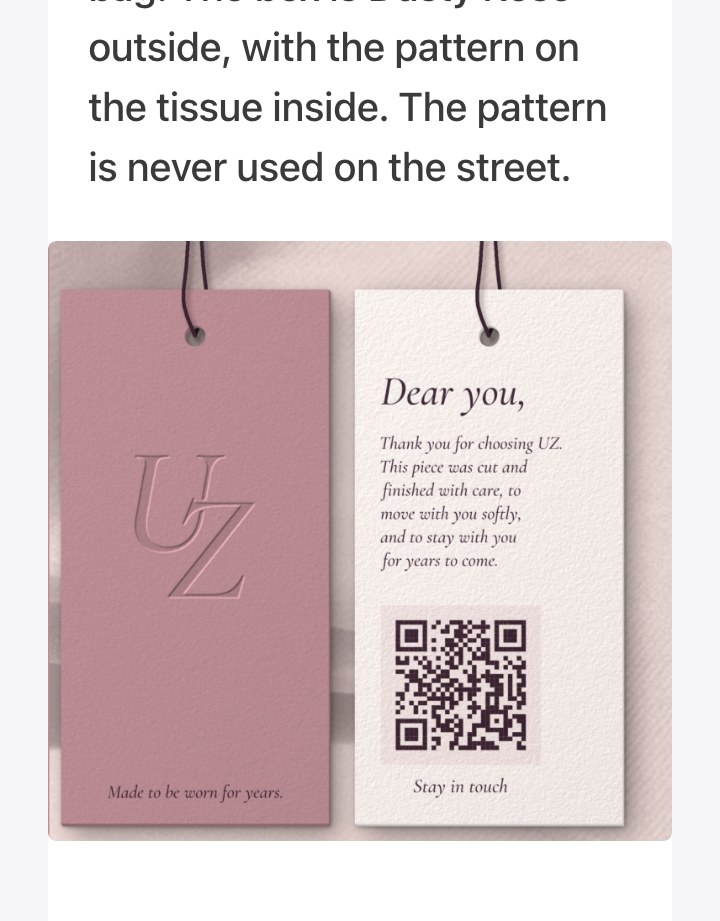 outside, with the pattern on
the tissue inside. The pattern
is never used on the street.
UZ
Made to be worn for years.
Dear you,
Thank you for choosing UZ.
This piece was cut and
finished with care, to
move with you softly,
and to stay with you
for years to come.
Stay in touch